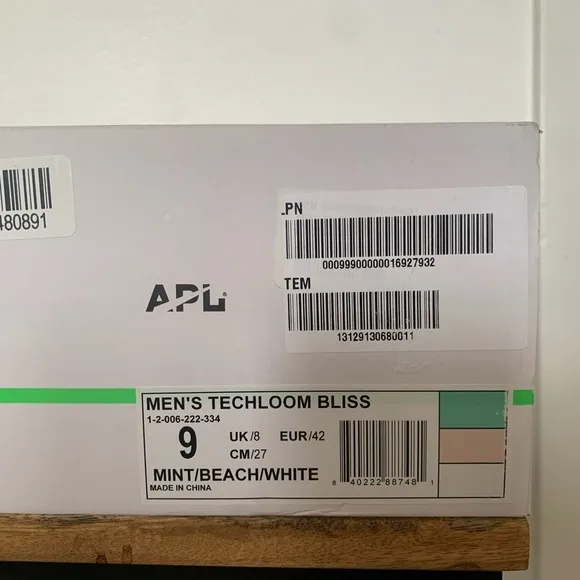 480891
PN
00099900000016927932
TEM
13129130680011
APL
MEN'S TECHLOOM BLISS
1-2-006-222-334
9 UK/8 EUR/42
CM/27
MINT/BEACH/WHITE
MADE IN CHINA
8 40222 88748 1